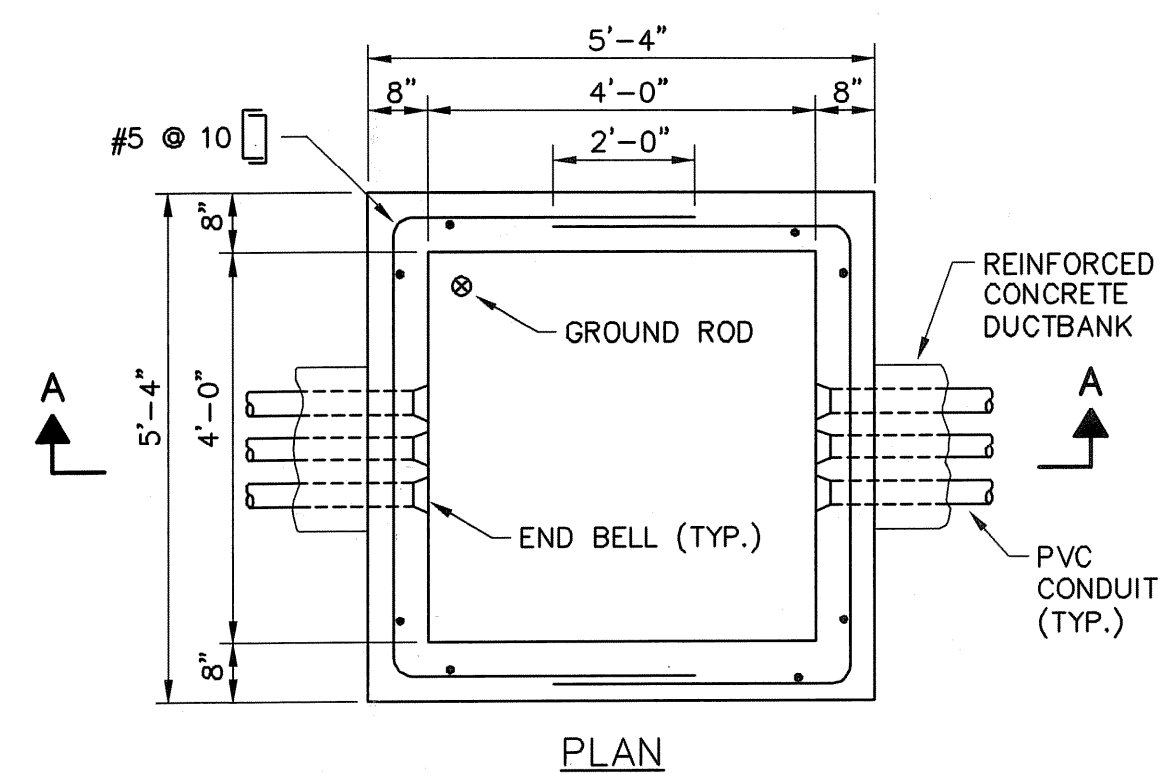 5'-4"
8" 4'-0" 8"
#5 @ 10
2'-0"
8"
REINFORCED
CONCRETE
DUCTBANK
GROUND ROD
A
5'-4"
4'-0"
A
END BELL (TYP.)
PVC
CONDUIT
(TYP.)
8"
PLAN